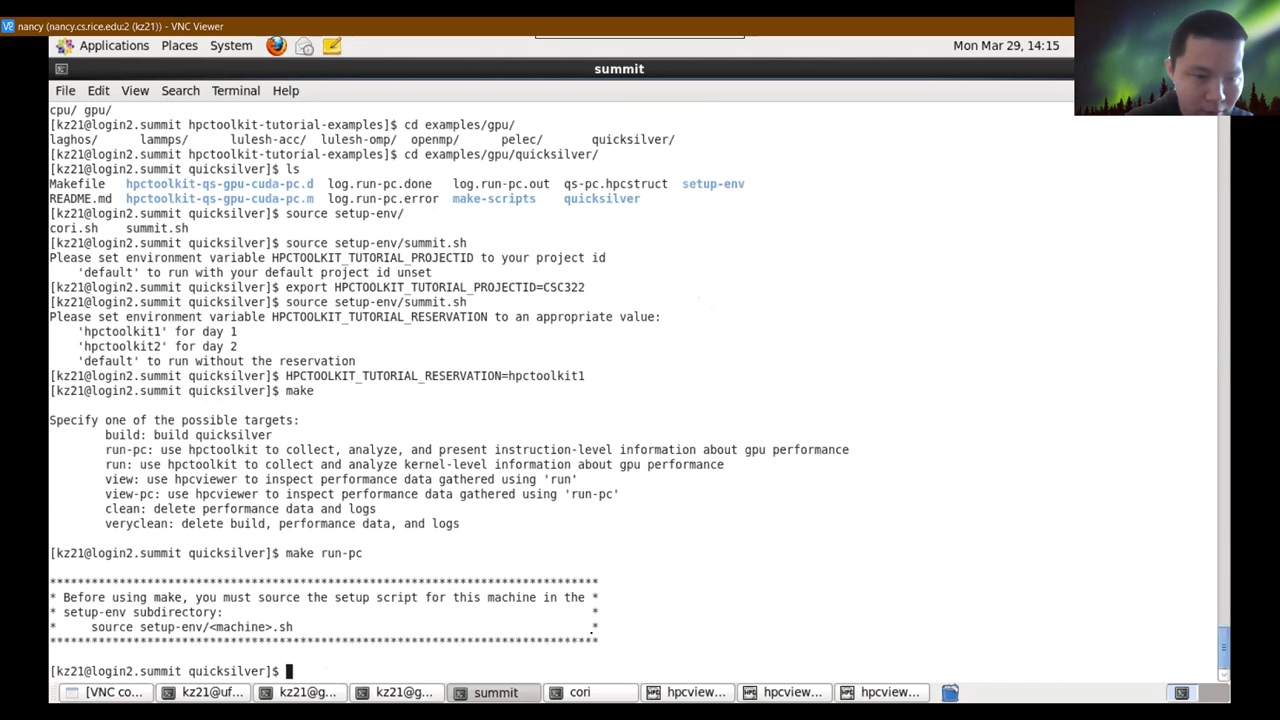 nancy (nancy.cs.rice.edu:2 (kz21)) - VNC Viewer
Applications Places System Mon Mar 29, 14:15
summit
File Edit View Search Terminal Help
cpu/ gpu/
[kz21@login2.summit hpctoolkit-tutorial-examples]$ cd examples/gpu/
laghos/ lammps/ lulesh-acc/ lulesh-omp/ openmp/ pelec/ quicksilver/
[kz21@login2.summit hpctoolkit-tutorial-examples]$ cd examples/gpu/quicksilver/
[kz21@login2.summit quicksilver]$ ls
Makefile hpctoolkit-qs-gpu-cuda-pc.d log.run-pc.done log.run-pc.out qs-pc.hpcstruct setup-env
README.md hpctoolkit-qs-gpu-cuda-pc.m log.run-pc.error make-scripts quicksilver
[kz21@login2.summit quicksilver]$ source setup-env/
cori.sh summit.sh
[kz21@login2.summit quicksilver]$ source setup-env/summit.sh
Please set environment variable HPCTOOLKIT_TUTORIAL_PROJECTID to your project id
'default' to run with your default project id unset
[kz21@login2.summit quicksilver]$ export HPCTOOLKIT_TUTORIAL_PROJECTID=CSC322
[kz21@login2.summit quicksilver]$ source setup-env/summit.sh
Please set environment variable HPCTOOLKIT_TUTORIAL_RESERVATION to an appropriate value:
'hpctoolkit1' for day 1
'hpctoolkit2' for day 2
'default' to run without the reservation
[kz21@login2.summit quicksilver]$ HPCTOOLKIT_TUTORIAL_RESERVATION=hpctoolkit1
[kz21@login2.summit quicksilver]$ make
Specify one of the possible targets:
build: build quicksilver
run-pc: use hpctoolkit to collect, analyze, and present instruction-level information about gpu performance
run: use hpctoolkit to collect and analyze kernel-level information about gpu performance
view: use hpcviewer to inspect performance data gathered using 'run'
view-pc: use hpcviewer to inspect performance data gathered using 'run-pc'
clean: delete performance data and logs
veryclean: delete build, performance data, and logs
[kz21@login2.summit quicksilver]$ make run-pc
*******************************************************************************
* Before using make, you must source the setup script for this machine in the *
* setup-env subdirectory: *
* source setup-env/<machine>.sh *
*******************************************************************************
[kz21@login2.summit quicksilver]$
[VNC co... kz21@uf... kz21@g... kz21@g... summit cori hpcview... hpcview... hpcview...